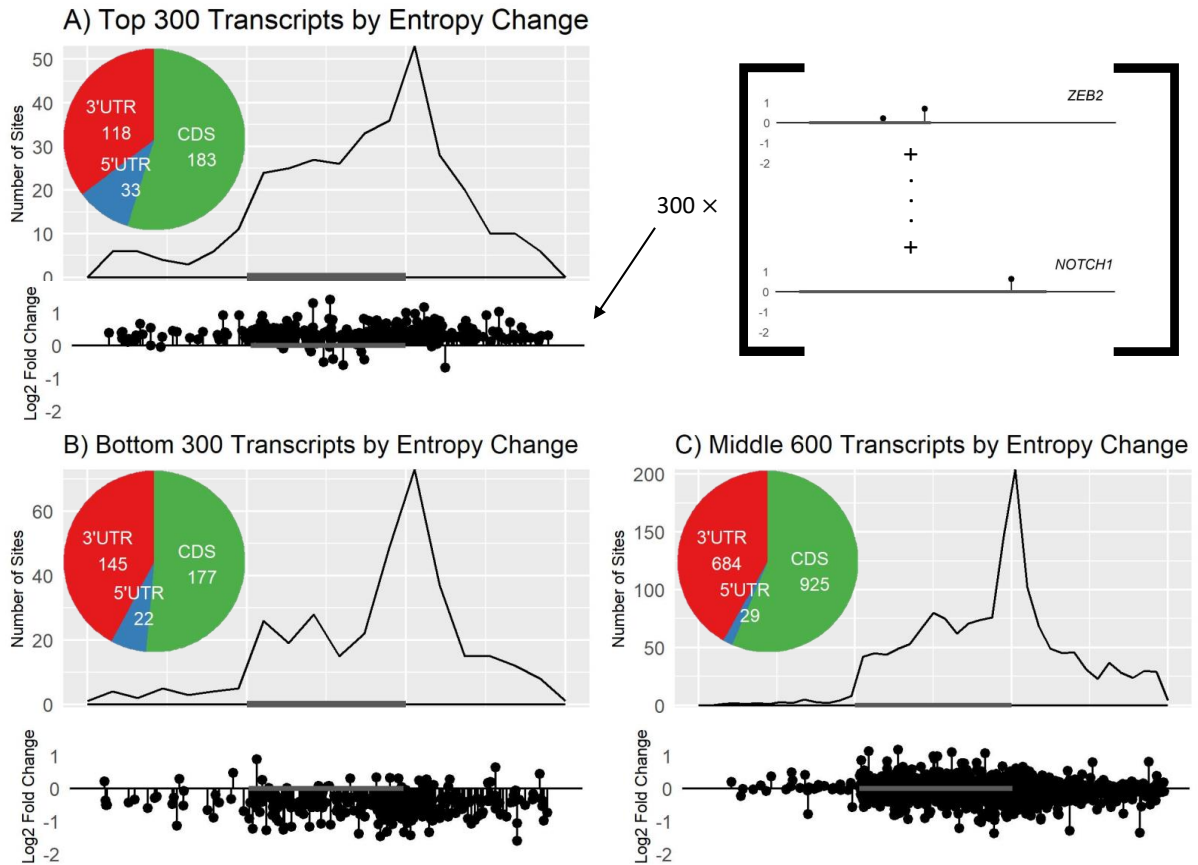 A) Top 300 Transcripts by Entropy Change
Number of Sites
50
40
30
20
10
0
3'UTR
118
CDS
183
5'UTR
33
Log2 Fold Change
1
0
-1
-2
300 ×
ZEB2
1
0
-1
-2
+
+
NOTCH1
1
0
-1
-2
B) Bottom 300 Transcripts by Entropy Change
Number of Sites
60
40
20
0
3'UTR
145
CDS
177
5'UTR
22
Log2 Fold Change
1
0
-1
-2
C) Middle 600 Transcripts by Entropy Change
Number of Sites
200
150
100
50
0
3'UTR
684
CDS
925
5'UTR
29
Log2 Fold Change
1
0
-1
-2